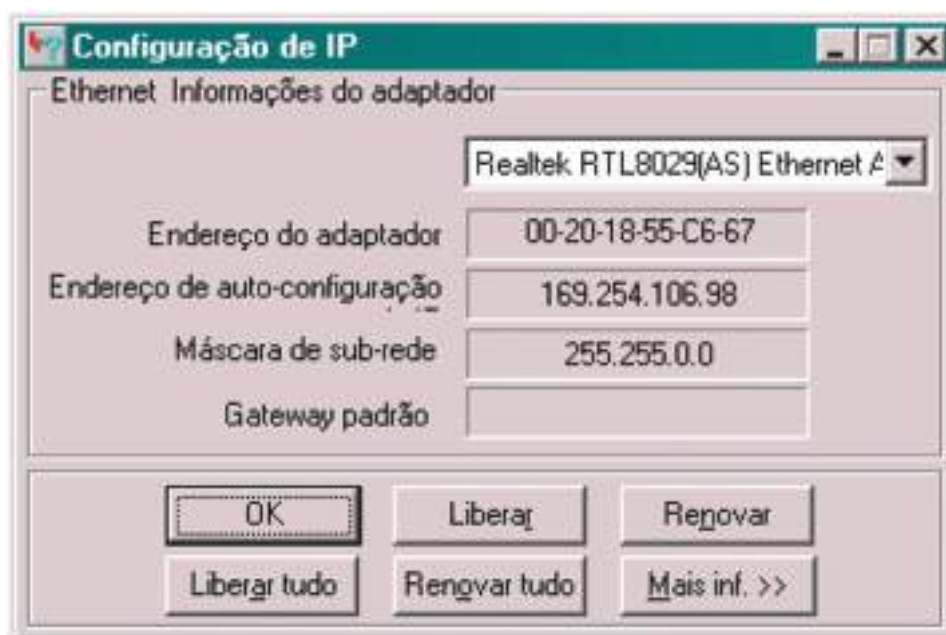 Configuração de IP
Ethernet Informações do adaptador
Realtek RTL8029(AS) Ethernet A
Endereço do adaptador 00-20-18-55-C6-67
Endereço de auto-configuração 169.254.106.98
Máscara de sub-rede 255.255.0.0
Gateway padrão
OK Liberar Renovar
Liberar tudo Renovar tudo Mais inf. >>